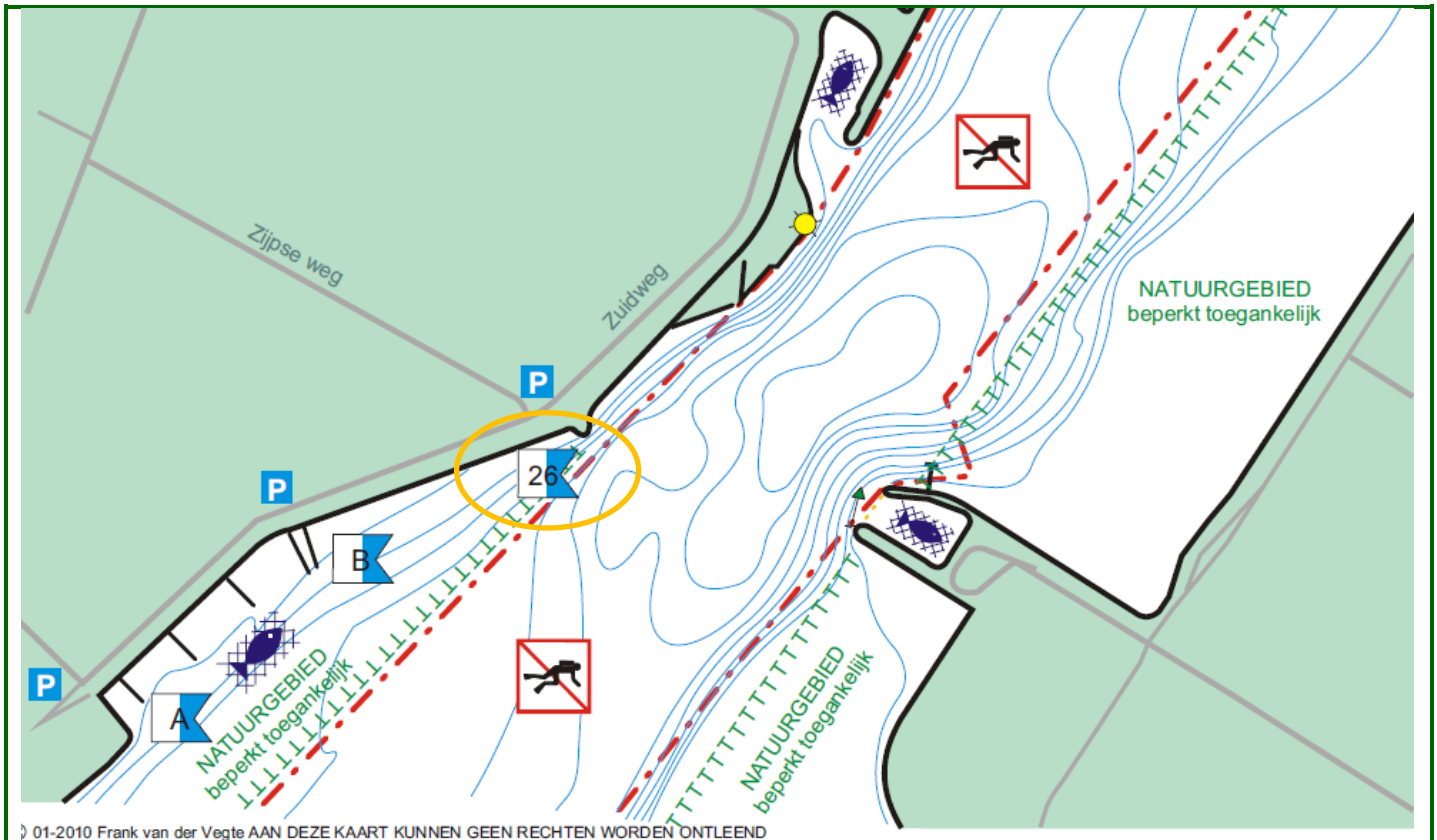 Zijpse weg
Zuidweg
NATUURGEBIED
beperkt toegankelijk
P
26
P
B
P
A
NATUURGEBIED
beperkt toegankelijk
NATUURGEBIED
beperkt toegankelijk
01-2010 Frank van der Vegte AAN DEZE KAART KUNNEN GEEN RECHTEN WORDEN ONTLEEND